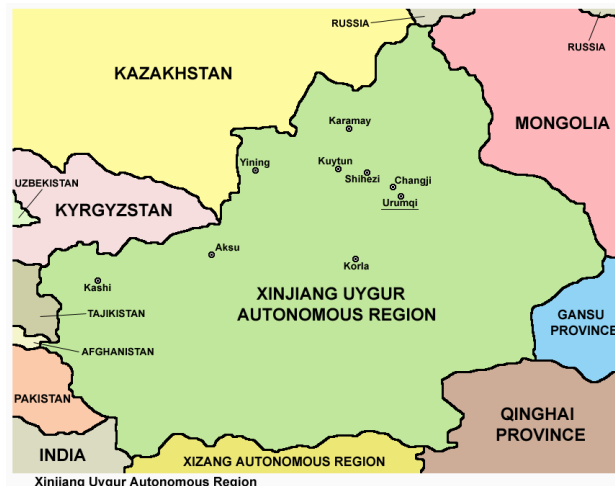 RUSSIA
RUSSIA
KAZAKHSTAN
MONGOLIA
Karamay
Yining
Kuytun
Shihezi
Changji
UZBEKISTAN
Urumqi
KYRGYZSTAN
Aksu
Korla
Kashi
XINJIANG UYGUR
AUTONOMOUS REGION
TAJIKISTAN
GANSU
PROVINCE
AFGHANISTAN
PAKISTAN
QINGHAI
PROVINCE
INDIA
XIZANG AUTONOMOUS REGION
Xinjiang Uygur Autonomous Region